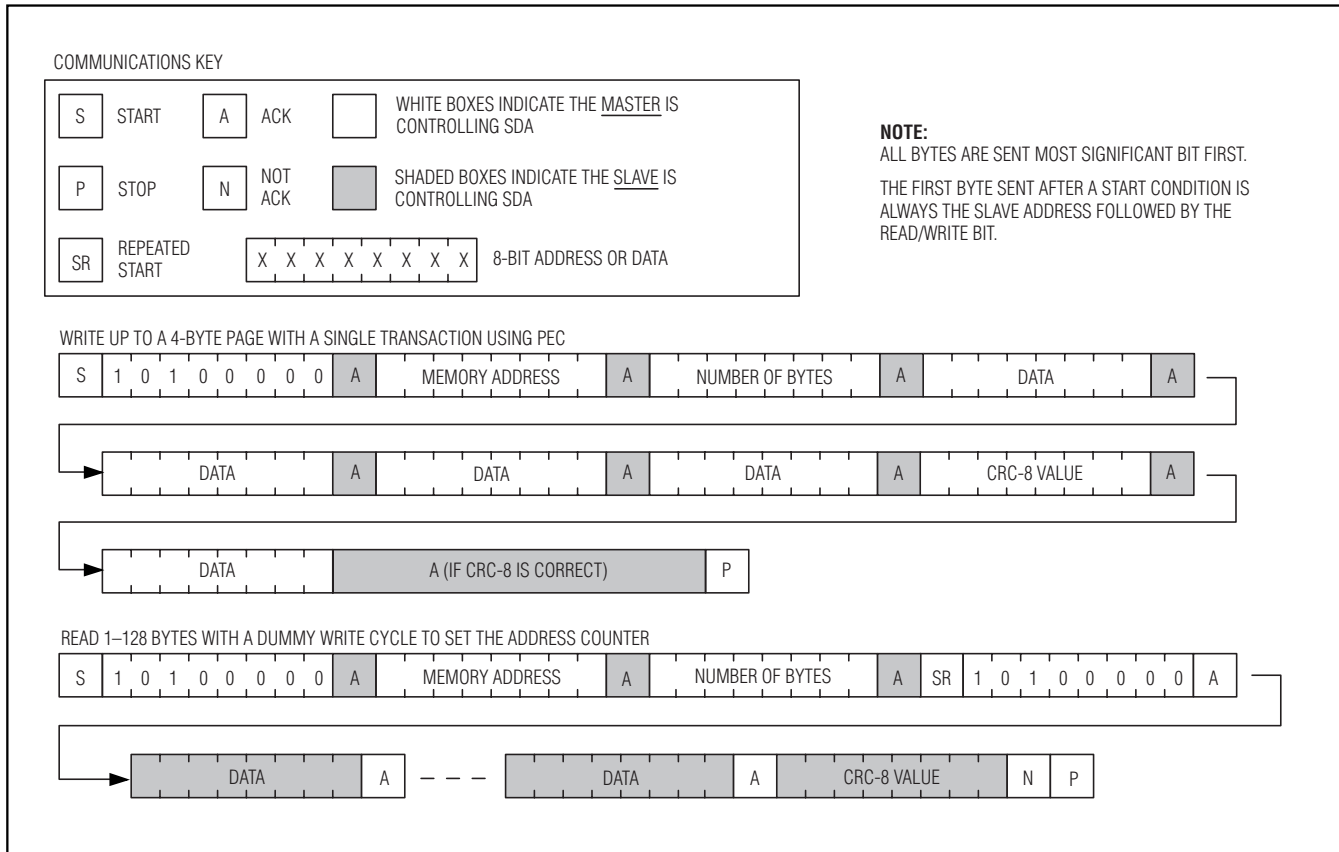 COMMUNICATIONS KEY
S START A ACK WHITE BOXES INDICATE THE MASTER IS
CONTROLLING SDA
P STOP N NOT
ACK SHADED BOXES INDICATE THE SLAVE IS
CONTROLLING SDA
SR REPEATED
START X X X X X X X X 8-BIT ADDRESS OR DATA
NOTE:
ALL BYTES ARE SENT MOST SIGNIFICANT BIT FIRST.
THE FIRST BYTE SENT AFTER A START CONDITION IS
ALWAYS THE SLAVE ADDRESS FOLLOWED BY THE
READ/WRITE BIT.
WRITE UP TO A 4-BYTE PAGE WITH A SINGLE TRANSACTION USING PEC
S 1 0 1 0 0 0 0 0 A MEMORY ADDRESS A NUMBER OF BYTES A DATA A
DATA A DATA A DATA A CRC-8 VALUE A
DATA A (IF CRC-8 IS CORRECT) P
READ 1–128 BYTES WITH A DUMMY WRITE CYCLE TO SET THE ADDRESS COUNTER
S 1 0 1 0 0 0 0 0 A MEMORY ADDRESS A NUMBER OF BYTES A SR 1 0 1 0 0 0 0 0 A
DATA A DATA A CRC-8 VALUE N P